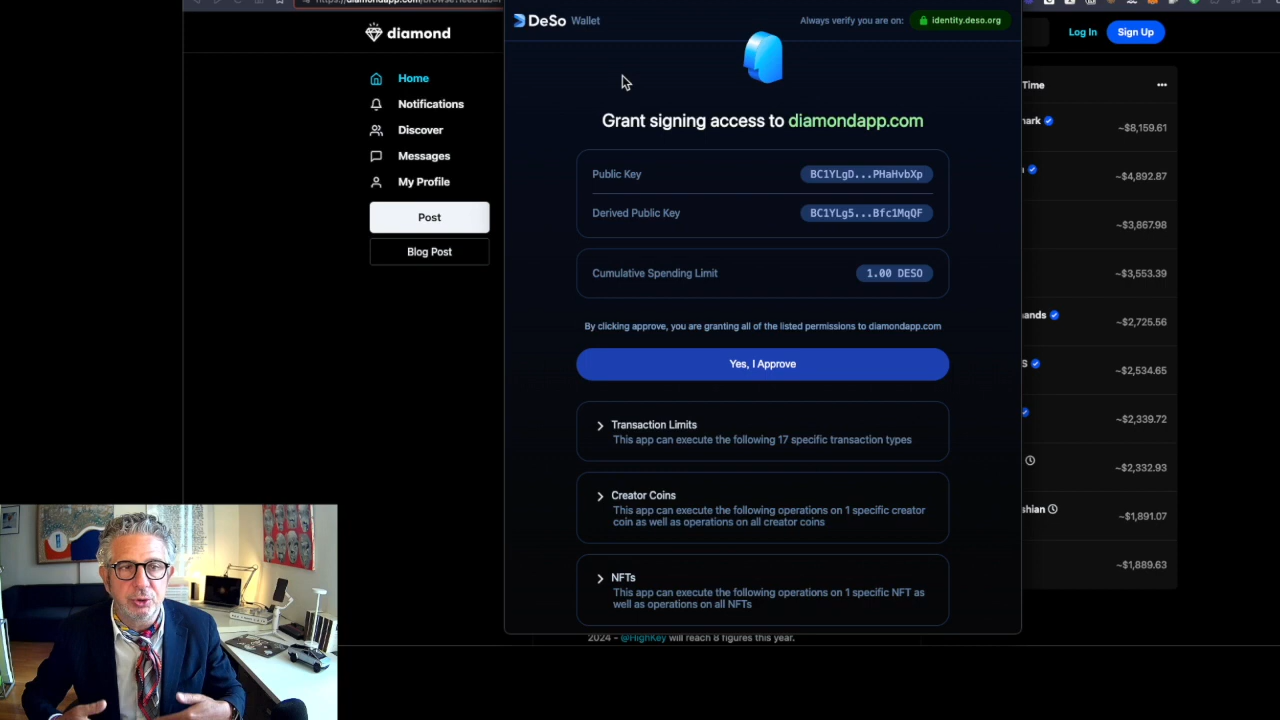 diamond
Home
Notifications
Discover
Messages
My Profile
Post
Blog Post
DeSo Wallet
Always verify you are on:
identity.deso.org
Grant signing access to diamondapp.com
Public Key
BC1YLgD...PHaHvbXp
Derived Public Key
BC1YLg5...Bfc1MqQF
Cumulative Spending Limit
1.00 DESO
By clicking approve, you are granting all of the listed permissions to diamondapp.com
Yes, I Approve
Transaction Limits
This app can execute the following 17 specific transaction types
Creator Coins
This app can execute the following operations on 1 specific creator
coin as well as operations on all creator coins
NFTs
This app can execute the following operations on 1 specific NFT as
well as operations on all NFTs
2024 - @HighKey will reach 8 figures this year.
Log In
Sign Up
Time
~$8,159.61
~$4,892.87
~$3,867.98
~$3,553.39
~$2,725.56
~$2,534.65
~$2,339.72
~$2,332.93
~$1,891.07
~$1,889.63